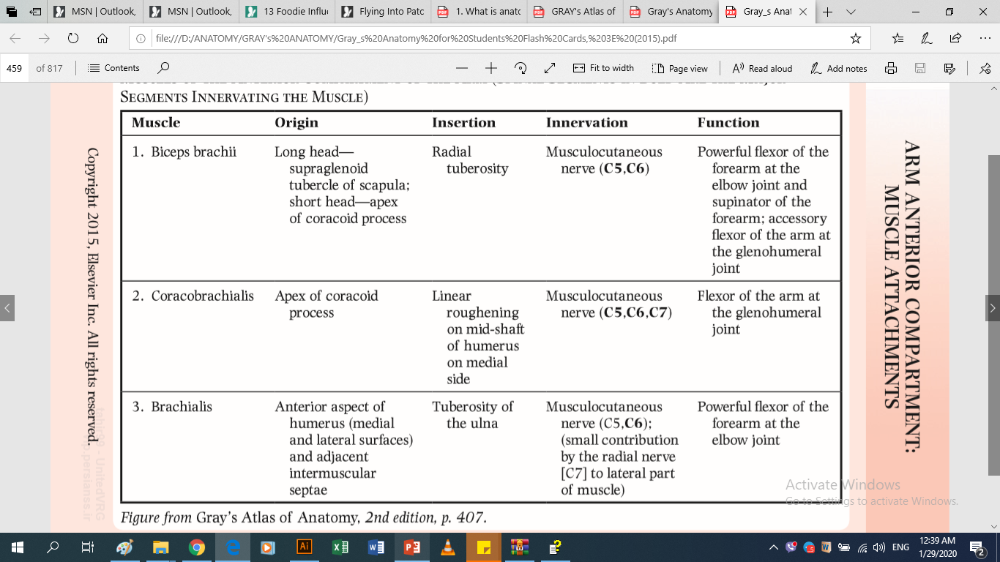 MSN | Outlook,
MSN | Outlook,
13 Foodie Influ
Flying Into Patc
1. What is anato
GRAY's Atlas of
Gray's Anatomy
Gray_s Anat
file:///D:/ANATOMY/GRAY's%20ANATOMY/Gray_s%20Anatomy%20for%20Students%20Flash%20Cards,%203E%20(2015).pdf
459 of 817
Contents
Fit to width
Page view
Read aloud
Add notes
SEGMENTS INNERVATING THE MUSCLE)
Muscle Origin Insertion Innervation Function
1. Biceps brachii
Long head—
supraglenoid
tubercle of scapula;
short head—apex
of coracoid process
Radial
tuberosity
Musculocutaneous
nerve (C5,C6)
Powerful flexor of the
forearm at the
elbow joint and
supinator of the
forearm; accessory
flexor of the arm at
the glenohumeral
joint
2. Coracobrachialis
Apex of coracoid
process
Linear
roughening
on mid-shaft
of humerus
on medial
side
Musculocutaneous
nerve (C5,C6,C7)
Flexor of the arm at
the glenohumeral
joint
3. Brachialis
Anterior aspect of
humerus (medial
and lateral surfaces)
and adjacent
intermuscular
septae
Tuberosity of
the ulna
Musculocutaneous
nerve (C5,C6);
(small contribution
by the radial nerve
[C7] to lateral part
of muscle)
Powerful flexor of the
forearm at the
elbow joint
Figure from Gray's Atlas of Anatomy, 2nd edition, p. 407.
Copyright 2015, Elsevier Inc. All rights reserved.
ARM ANTERIOR COMPARTMENT:
MUSCLE ATTACHMENTS
- UnitedVRG
vip.persianss.ir
Activate Windows
Go to Settings to activate Windows.
ENG
12:39 AM
1/29/2020
2